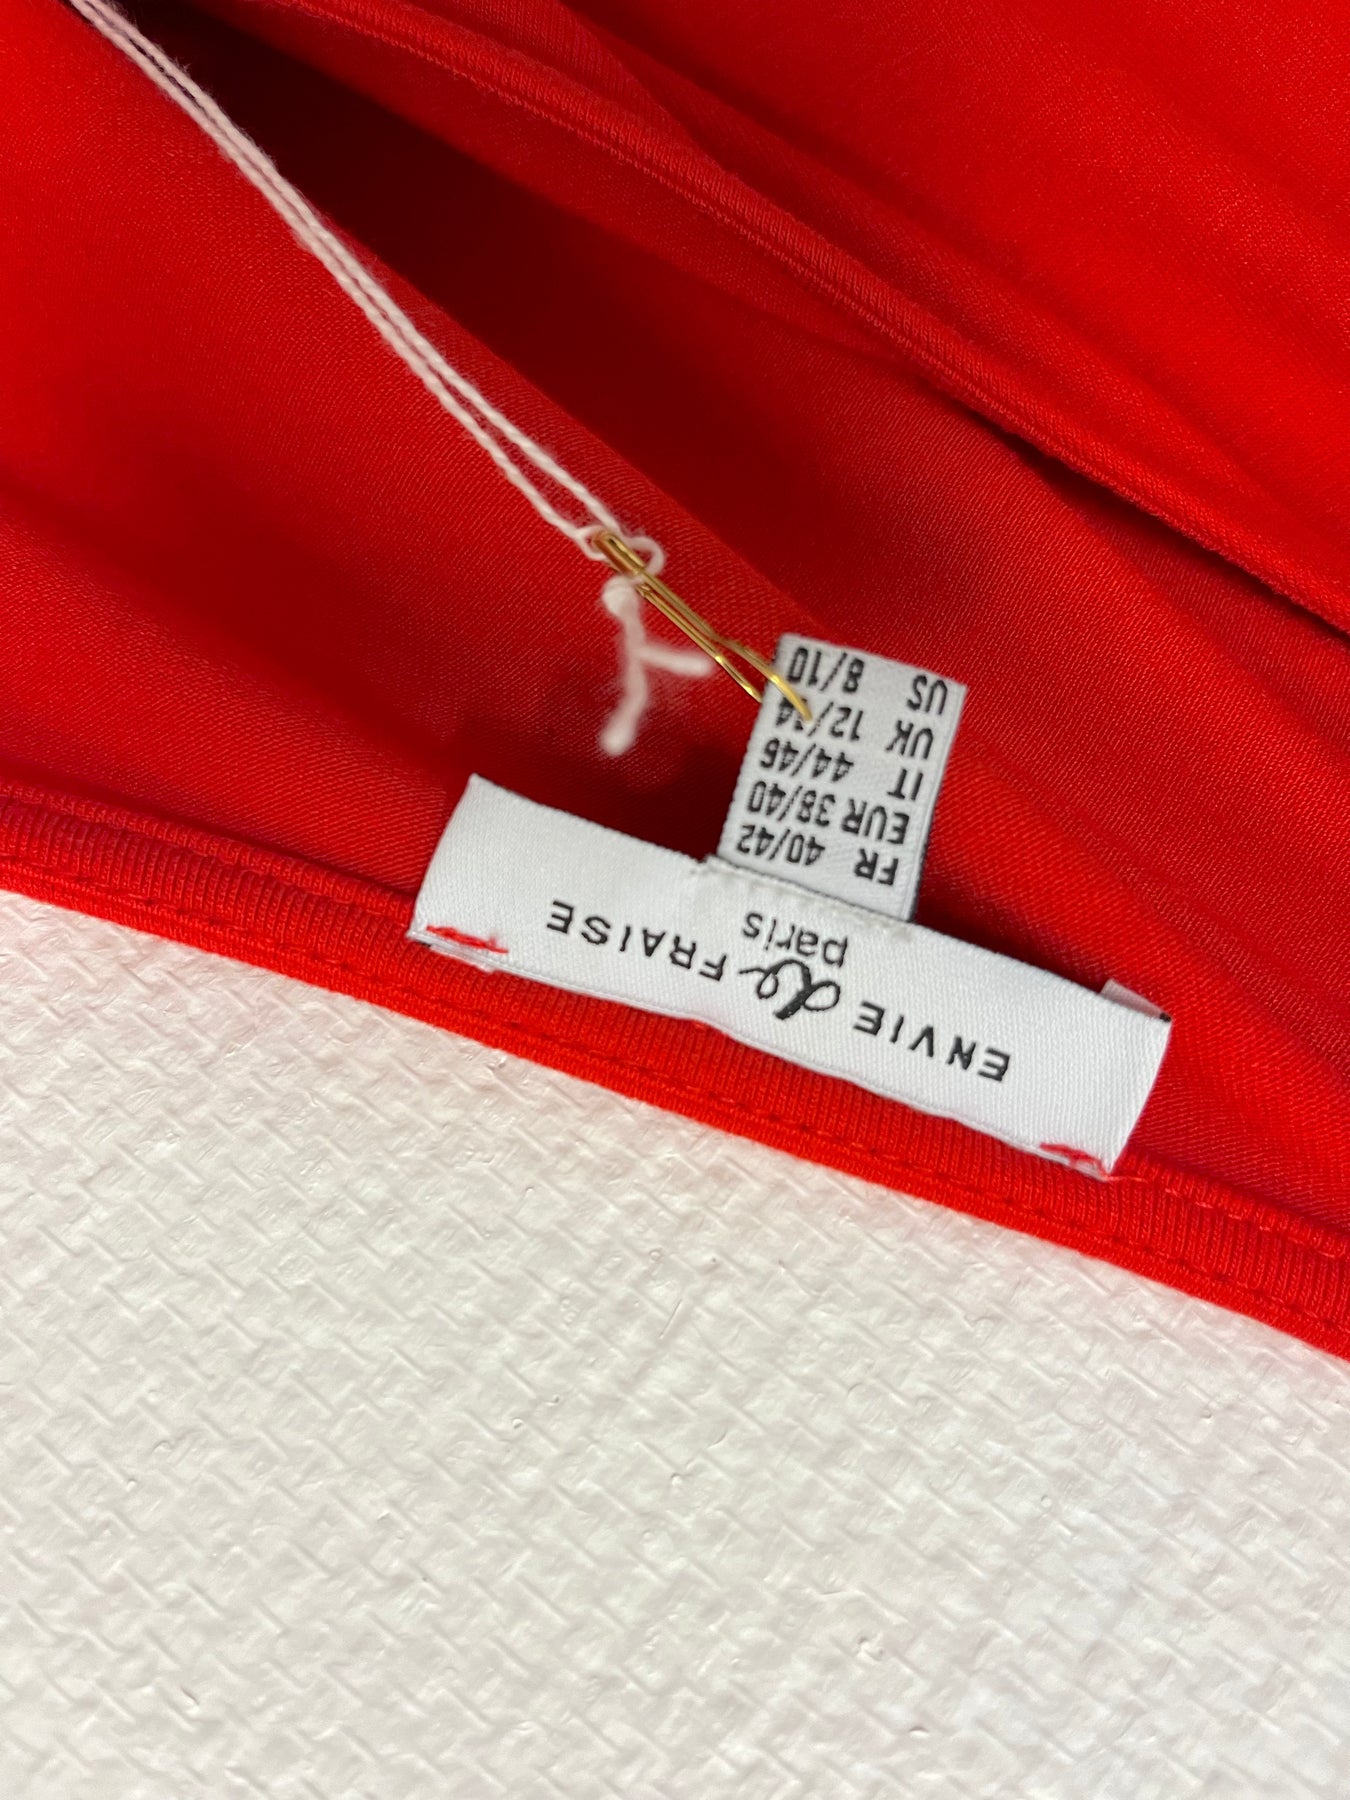 ENVIE de FRAISE
paris
FR 40/42
EUR 38/40
IT 44/46
UK 12/14
US 8/10